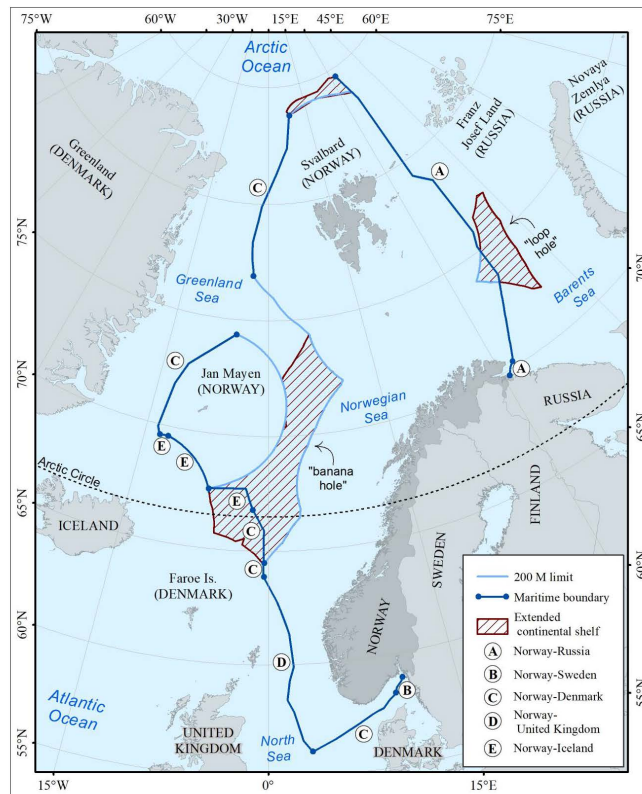 75°W 60°W 45°W 30°W 15°E 45°E 60°E 75°E
Arctic
Ocean
Novaya
Zemlya
(RUSSIA)
Franz
Josef Land
(RUSSIA)
Greenland
(DENMARK)
Svalbard
(NORWAY)
A
C
"loop
hole"
75°N
70°N
Greenland
Sea
Barents
Sea
C
Jan Mayen
(NORWAY)
A
70°N
Norwegian
Sea
RUSSIA
65°N
E
E
"banana
hole"
Arctic Circle
E
65°N
ICELAND
C
FINLAND
SWEDEN
C
60°N
Faroe Is.
(DENMARK)
NORWAY
60°N
D
B
55°N
Atlantic
Ocean
UNITED
KINGDOM
North
Sea
C
DENMARK
55°N
15°W 0° 15°E
200 M limit
Maritime boundary
Extended
continental shelf
A Norway-Russia
B Norway-Sweden
C Norway-Denmark
D Norway-
United Kingdom
E Norway-Iceland